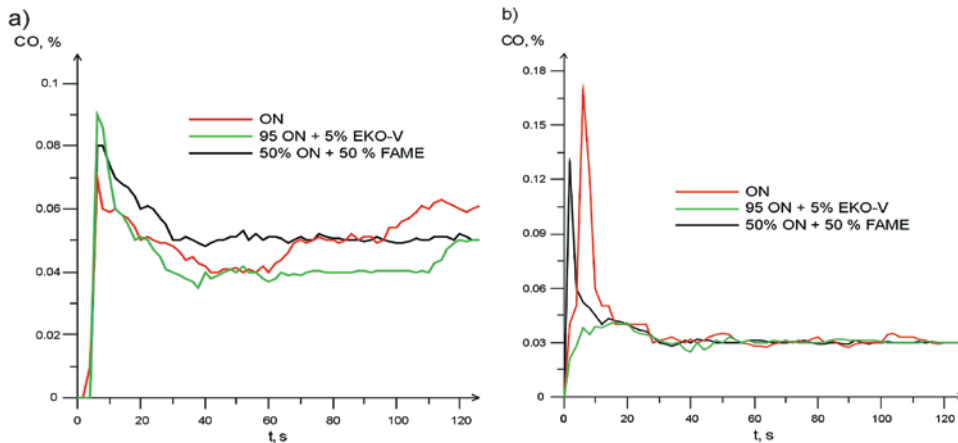 a)
CO, %
0.1
0.08
0.06
0.04
0.02
0
0 20 40 60 80 100 120
t, s
ON
95 ON + 5% EKO-V
50% ON + 50 % FAME
b)
CO, %
0.18
0.15
0.12
0.09
0.06
0.03
0
0 20 40 60 80 100 120
t, s
ON
95 ON + 5% EKO-V
50% ON + 50 % FAME